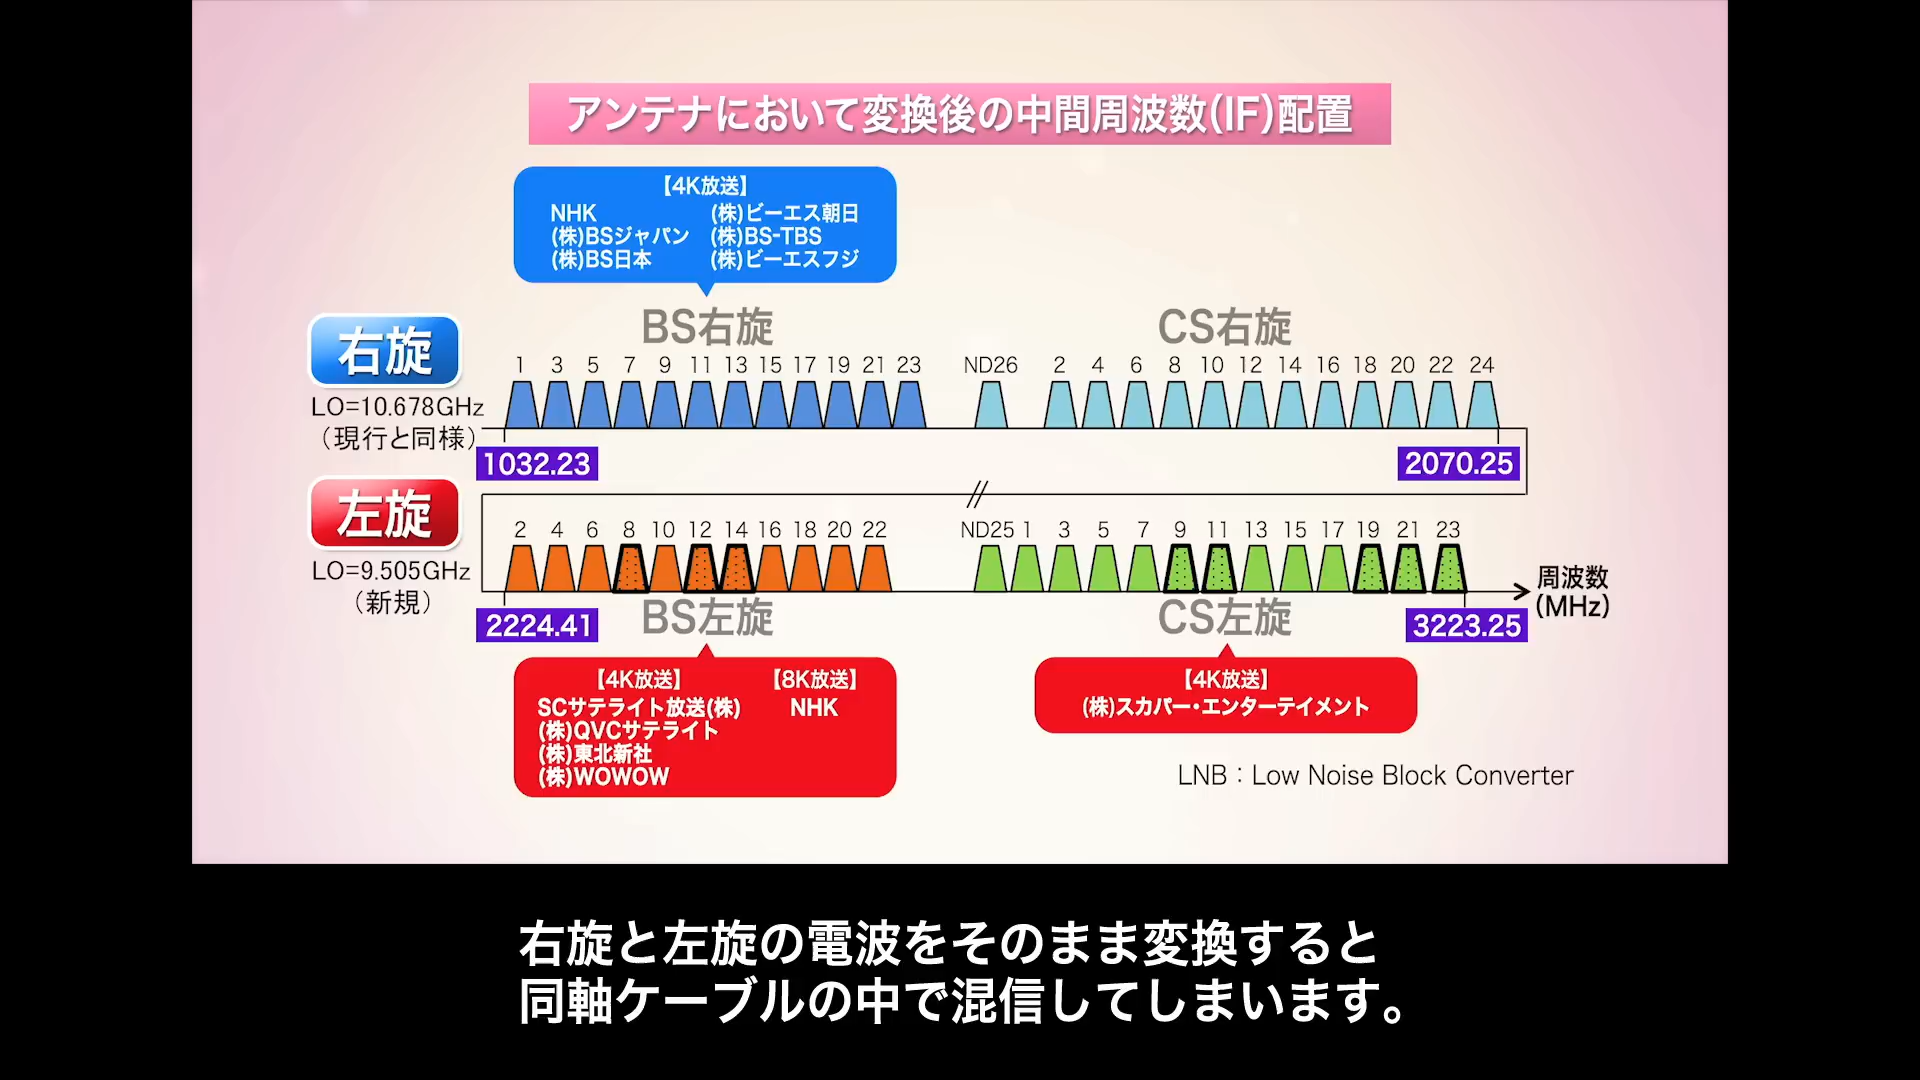 アンテナにおいて変換後の中間周波数(IF)配置
【4K放送】
NHK (株)ビーエス朝日
(株)BSジャパン (株)BS-TBS
(株)BS日本 (株)ビーエスフジ
BS右旋 CS右旋
右旋
1 3 5 7 9 11 13 15 17 19 21 23 ND26 2 4 6 8 10 12 14 16 18 20 22 24
LO=10.678GHz
(現行と同様)
1032.23 2070.25
左旋
2 4 6 8 10 12 14 16 18 20 22 ND25 1 3 5 7 9 11 13 15 17 19 21 23
LO=9.505GHz
(新規)
周波数
(MHz)
2224.41 BS左旋 CS左旋 3223.25
【4K放送】 【8K放送】
SCサテライト放送(株) NHK
(株)QVCサテライト
(株)東北新社
(株)WOWOW
【4K放送】
(株)スカパー・エンターテイメント
LNB:Low Noise Block Converter
右旋と左旋の電波をそのまま変換すると
同軸ケーブルの中で混信してしまいます。